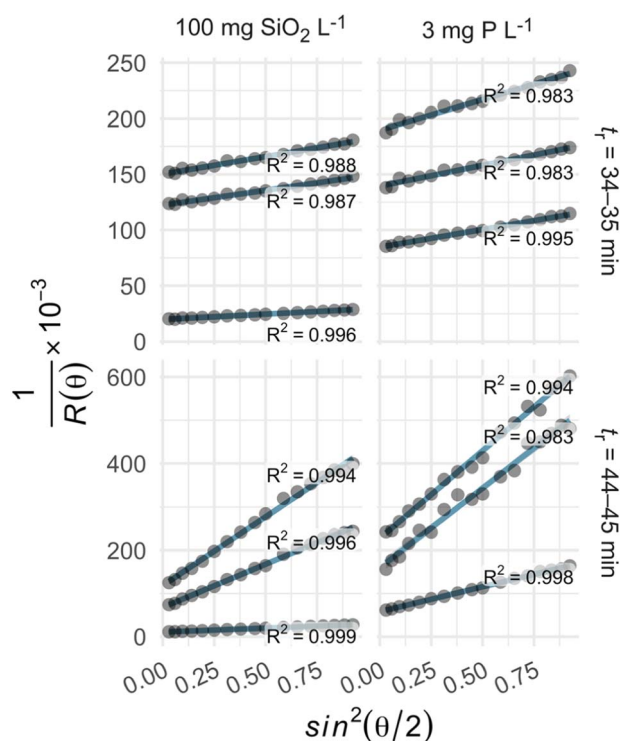 100 mg SiO₂ L⁻¹
3 mg P L⁻¹
250
200
150
100
50
0
R² = 0.988
R² = 0.987
R² = 0.996
R² = 0.983
R² = 0.983
R² = 0.995
tᵣ = 34–35 min
600
400
200
0
R² = 0.994
R² = 0.996
R² = 0.999
R² = 0.994
R² = 0.983
R² = 0.998
tᵣ = 44–45 min
1
R(θ)
× 10⁻³
0.00 0.25 0.50 0.75 0.00 0.25 0.50 0.75
sin²(θ/2)